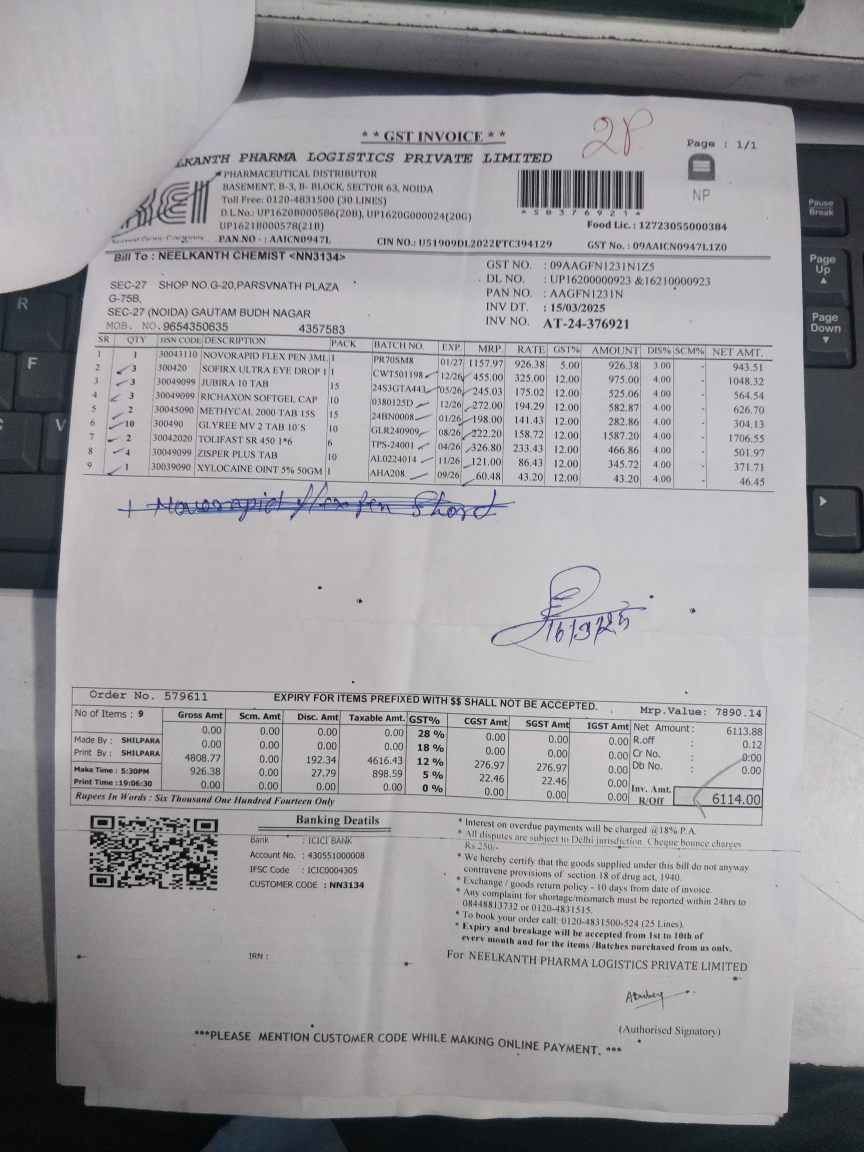 * * GST INVOICE * *
2P
Page : 1/1
NP
ELKANTH PHARMA LOGISTICS PRIVATE LIMITED
PHARMACEUTICAL DISTRIBUTOR
BASEMENT, B-3, B- BLOCK, SECTOR 63, NOIDA
Toll Free: 0120-4831500 (30 LINES)
D.L.No.: UP1620B000586(20B), UP1620G000024(20G)
UP1621B000578(21B)
PAN NO - : AAICN0947L
* S B 3 7 6 9 2 1 *
Food Lic. : 12723055000384
CIN NO.: U51909DL2022PTC394129
GST No. : 09AAICN0947L1Z0
Bill To : NEELKANTH CHEMIST <NN3134>
SEC-27 SHOP NO.G-20,PARSVNATH PLAZA
G-75B,
SEC-27 (NOIDA) GAUTAM BUDH NAGAR
MOB. NO. 9654350635 4357583
GST NO. : 09AAGFN1231N1Z5
DL NO. : UP16200000923 &16210000923
PAN NO. : AAGFN1231N
INV DT. : 15/03/2025
INV NO. AT-24-376921
SR QTY HSN CODE DESCRIPTION PACK BATCH NO. EXP MRP. RATE GST% AMOUNT DIS% SCM% NET AMT.
1 1 30043110 NOVORAPID FLEX PEN 3ML 1 PR70SM8 01/27 1157.97 926.38 5.00 926.38 3.00 - 943.51
2 3 300420 SOFIRX ULTRA EYE DROP 1 1 CWT501198 12/26 455.00 325.00 12.00 975.00 4.00 - 1048.32
3 3 30049099 JUBIRA 10 TAB 15 24S3GTA443 05/26 245.03 175.02 12.00 525.06 4.00 - 564.54
4 3 30049099 RICHAXON SOFTGEL CAP 10 0380125D 12/26 272.00 194.29 12.00 582.87 4.00 - 626.70
5 2 30045090 METHYCAL 2000 TAB 15S 15 24BN0008 01/26 198.00 141.43 12.00 282.86 4.00 - 304.13
6 10 300490 GLYREE MV 2 TAB 10`S 10 GLR240909 08/26 222.20 158.72 12.00 1587.20 4.00 - 1706.55
7 2 30042020 TOLIFAST SR 450 1*6 6 TPS-24001 04/26 326.80 233.43 12.00 466.86 4.00 - 501.97
8 4 30049099 ZISPER PLUS TAB 10 AL0224014 11/26 121.00 86.43 12.00 345.72 4.00 - 371.71
9 1 30039090 XYLOCAINE OINT 5% 50GM 1 AHA208 09/26 60.48 43.20 12.00 43.20 4.00 - 46.45
1 Novorapid flex pen Short
16/3/25
Order No. 579611 EXPIRY FOR ITEMS PREFIXED WITH $$ SHALL NOT BE ACCEPTED. Mrp.Value: 7890.14
No of Items : 9
Made By : SHILPARA
Print By : SHILPARA
Make Time : 5:30PM
Print Time :19:06:30
Gross Amt Scm. Amt Disc. Amt Taxable Amt. GST% CGST Amt SGST Amt IGST Amt
0.00 0.00 0.00 0.00 28 % 0.00 0.00 0.00
0.00 0.00 0.00 0.00 18 % 0.00 0.00 0.00
4808.77 0.00 192.34 4616.43 12 % 276.97 276.97 0.00
926.38 0.00 27.79 898.59 5 % 22.46 22.46 0.00
0.00 0.00 0.00 0.00 0 % 0.00 0.00 0.00
Net Amount : 6113.88
R.off : 0.12
Cr No. : 0.00
Db No. : 0.00
Inv. Amt. R/Off 6114.00
Rupees In Words : Six Thousand One Hundred Fourteen Only
Banking Deatils
Bank : ICICI BANK
Account No. : 430551000008
IFSC Code : ICIC0004305
CUSTOMER CODE : NN3134
IRN :
* Interest on overdue payments will be charged @18% P.A.
* All disputes are subject to Delhi jurisdiction. Cheque bounce charges
Rs.250/-
* We hereby certify that the goods supplied under this bill do not anyway
contravene provisions of section 18 of drug act, 1940.
* Exchange / goods return policy - 10 days from date of invoice.
* Any complaint for shortage/mismatch must be reported within 24hrs to
08448813732 or 0120-4831515.
* To book your order call: 0120-4831500-524 (25 Lines).
* Expiry and breakage will be accepted from 1st to 10th of
every month and for the items /Batches purchased from us only.
For NEELKANTH PHARMA LOGISTICS PRIVATE LIMITED
ADubey
(Authorised Signatory)
***PLEASE MENTION CUSTOMER CODE WHILE MAKING ONLINE PAYMENT. ***
R
F
C
V
Pause
Break
Page
Up
Page
Down